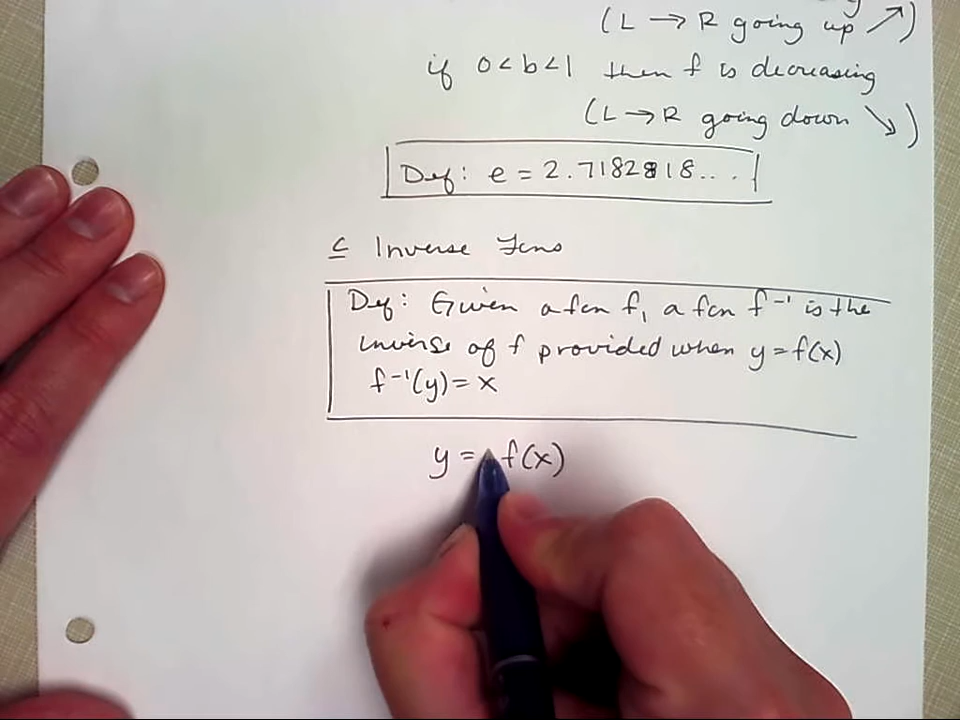 (L → R going up ↗)
if 0 < b < 1 then f is decreasing
(L → R going down ↘)
Def: e = 2.7182818...
C Inverse Fcns
Def: Given a fcn f, a fcn f⁻¹ is the
inverse of f provided when y = f(x)
f⁻¹(y) = x
y = f(x)